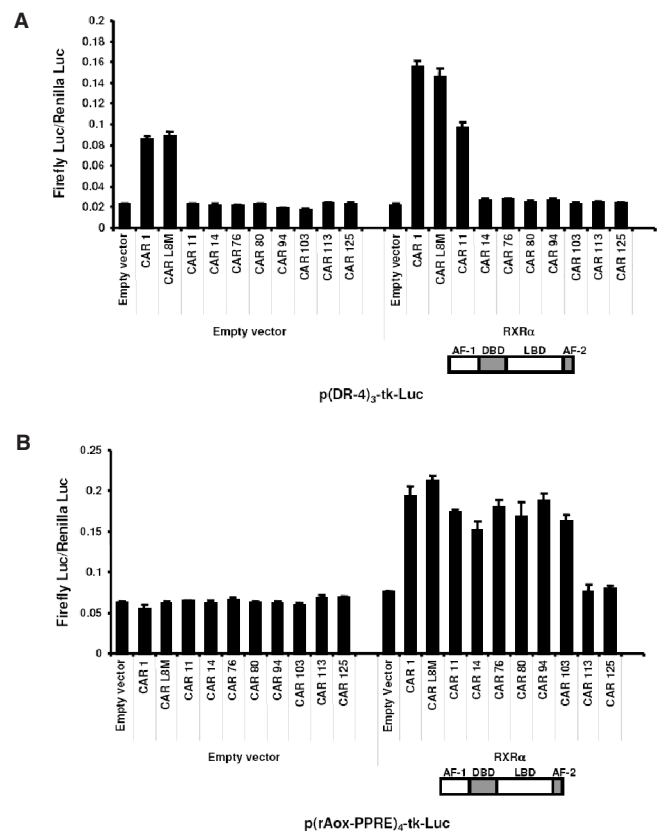 A
Firefly Luc/Renilla Luc
0.2
0.18
0.16
0.14
0.12
0.1
0.08
0.06
0.04
0.02
0
Empty vector
CAR 1
CAR L8M
CAR 11
CAR 14
CAR 76
CAR 80
CAR 94
CAR 103
CAR 113
CAR 125
Empty vector
CAR 1
CAR L8M
CAR 11
CAR 14
CAR 76
CAR 80
CAR 94
CAR 103
CAR 113
CAR 125
Empty vector RXRα
AF-1 DBD LBD AF-2
p(DR-4)3-tk-Luc
B
Firefly Luc/Renilla Luc
0.25
0.2
0.15
0.1
0.05
0
Empty vector
CAR 1
CAR L8M
CAR 11
CAR 14
CAR 76
CAR 80
CAR 94
CAR 103
CAR 113
CAR 125
Empty Vector
CAR 1
CAR L8M
CAR 11
CAR 14
CAR 76
CAR 80
CAR 94
CAR 103
CAR 113
CAR 125
Empty vector RXRα
AF-1 DBD LBD AF-2
p(rAox-PPRE)4-tk-Luc